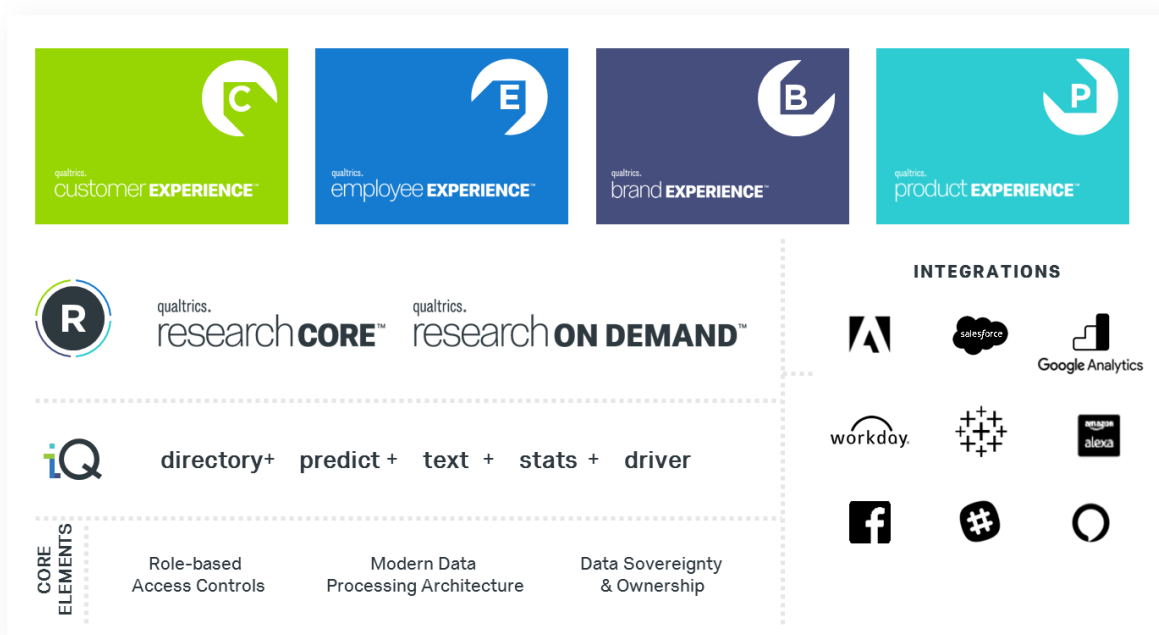 C
qualtrics.
customer EXPERIENCE™
E
qualtrics.
employee EXPERIENCE™
B
qualtrics.
brand EXPERIENCE™
P
qualtrics.
product EXPERIENCE™
R
qualtrics.
research CORE™
qualtrics.
research ON DEMAND™
iQ
directory+ predict + text + stats + driver
CORE
ELEMENTS
Role-based
Access Controls
Modern Data
Processing Architecture
Data Sovereignty
& Ownership
INTEGRATIONS
salesforce
Google Analytics
workday.
amazon
alexa
f